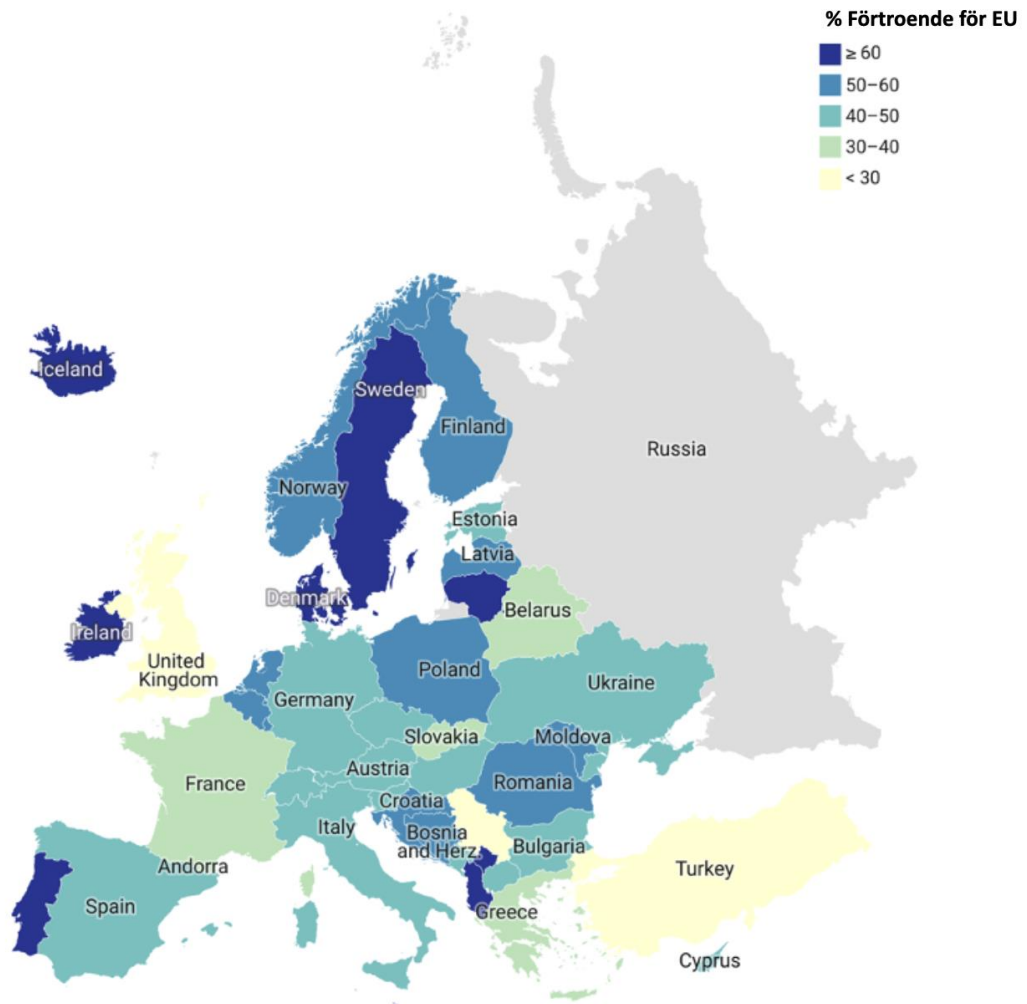 % Förtroende för EU
≥ 60
50–60
40–50
30–40
< 30
Iceland
Sweden
Finland
Russia
Norway
Estonia
Latvia
Denmark
Belarus
Ireland
United
Kingdom
Poland
Ukraine
Germany
Slovakia
Moldova
Austria
France
Romania
Croatia
Italy
Bosnia
and Herz.
Bulgaria
Andorra
Turkey
Spain
Greece
Cyprus